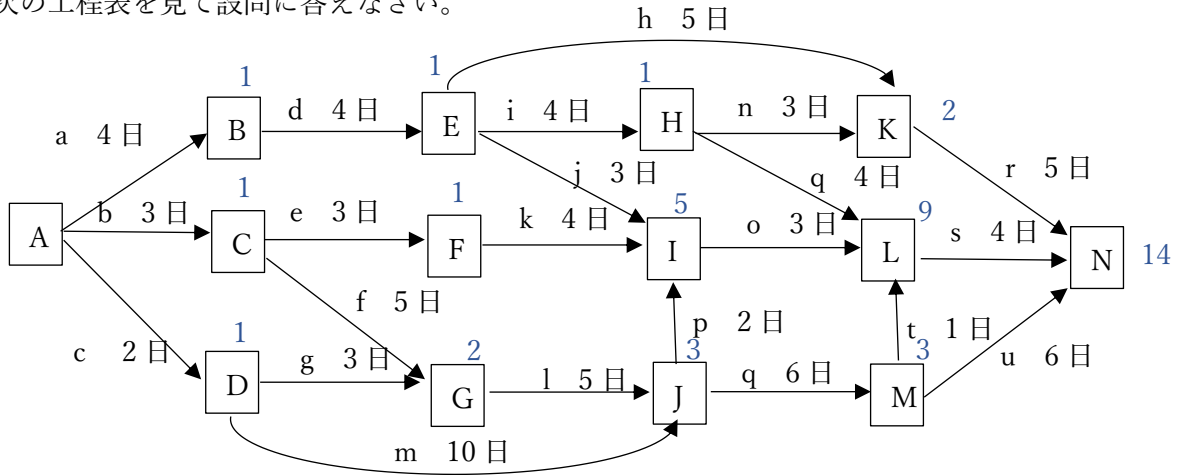 次の工程表を見て設問に答えなさい。
h 5日
1
1
1
a 4日
B
d 4日
E
i 4日
H
n 3日
K
2
j 3日
q 4日
r 5日
A
b 3日
1
C
e 3日
1
F
k 4日
5
I
o 3日
9
L
s 4日
N
14
f 5日
p 2日
t 1日
c 2日
1
D
g 3日
2
G
l 5日
3
J
q 6日
3
M
u 6日
m 10日